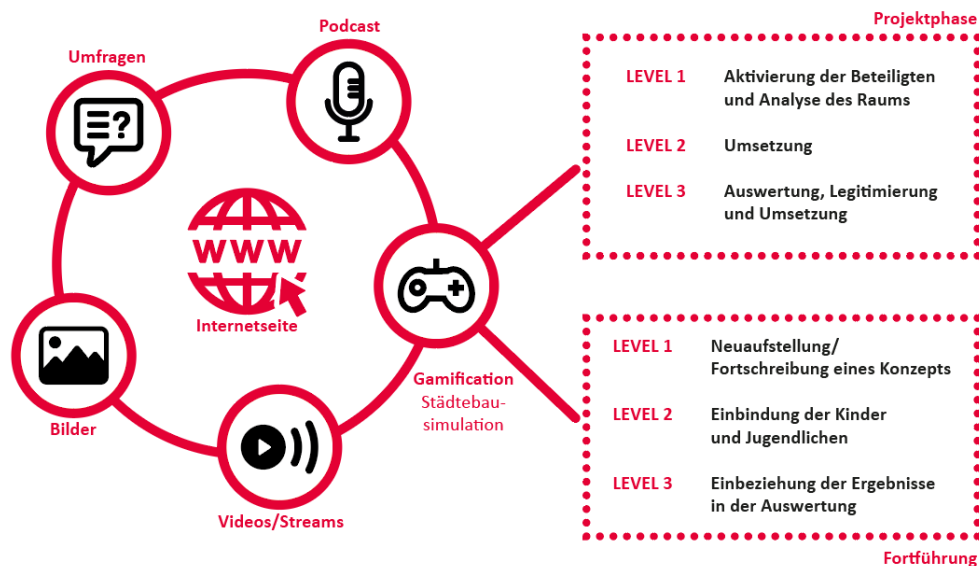 Podcast
Umfragen
?
WWW
Internetseite
Bilder
Videos/Streams
Gamification
Städtebau-
simulation
Projektphase
LEVEL 1 Aktivierung der Beteiligten
und Analyse des Raums
LEVEL 2 Umsetzung
LEVEL 3 Auswertung, Legitimierung
und Umsetzung
LEVEL 1 Neuaufstellung/
Fortschreibung eines Konzepts
LEVEL 2 Einbindung der Kinder
und Jugendlichen
LEVEL 3 Einbeziehung der Ergebnisse
in der Auswertung
Fortführung